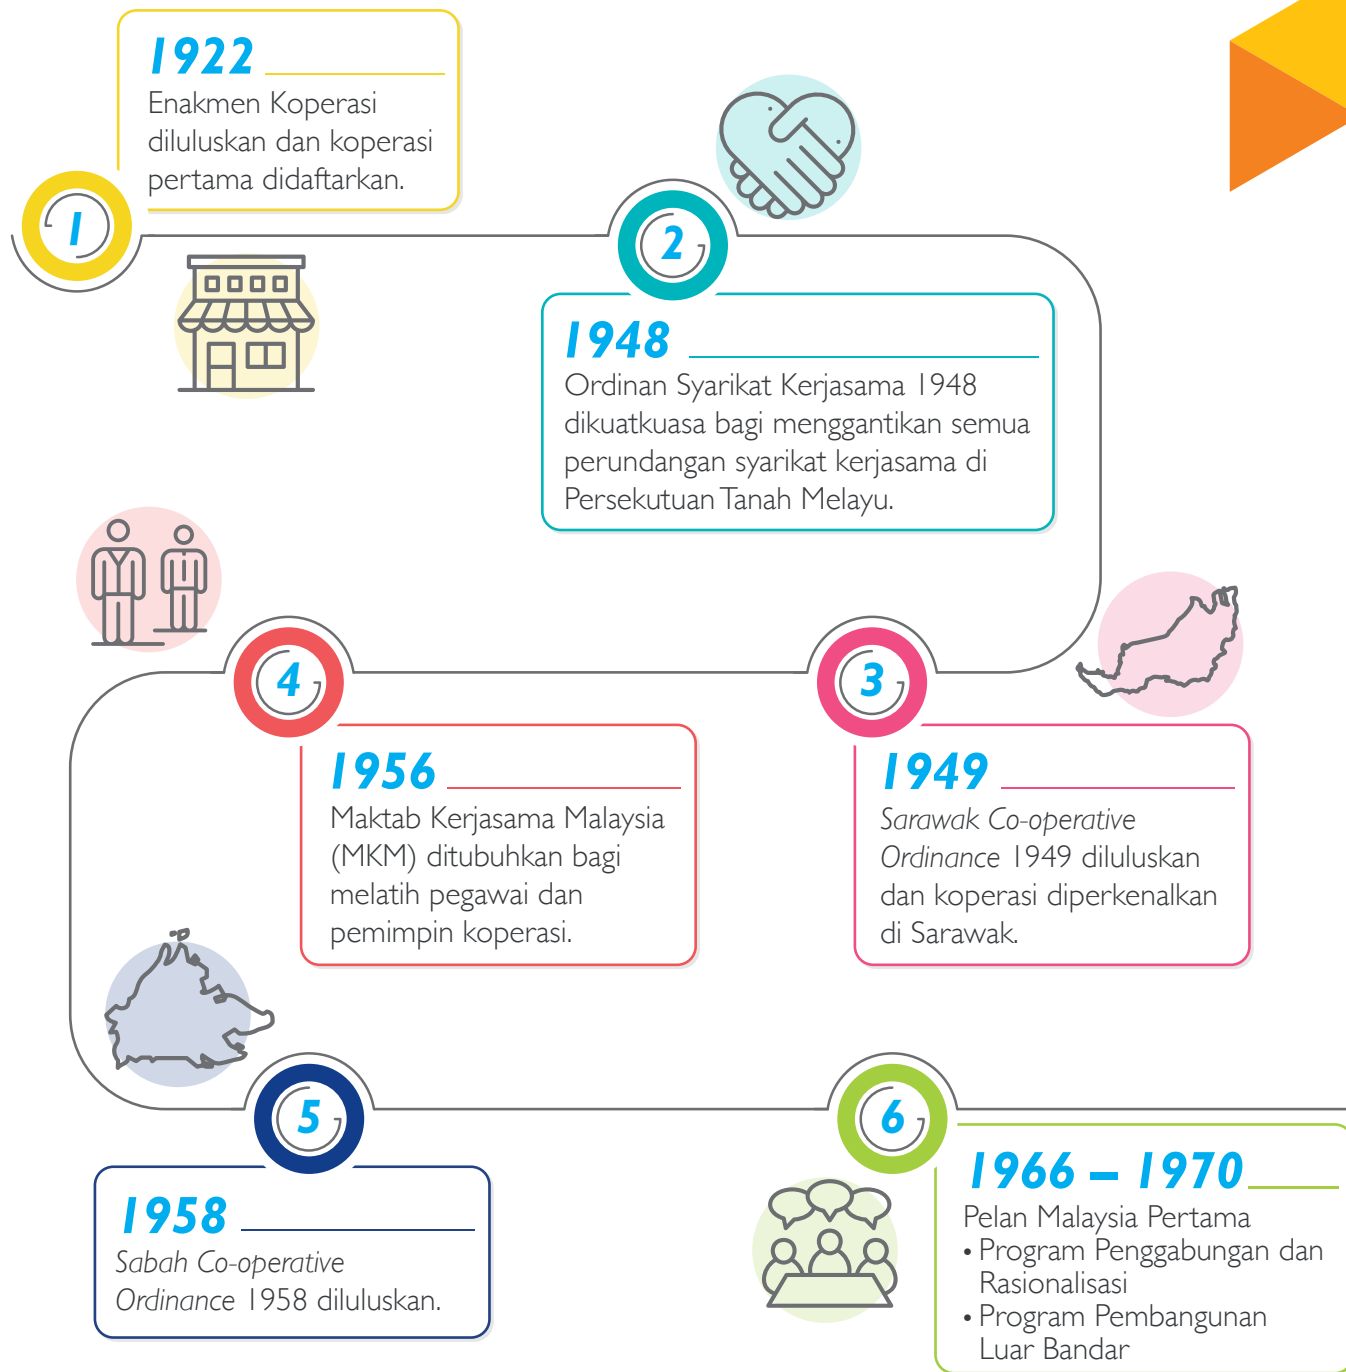 1922
Enakmen Koperasi
diluluskan dan koperasi
pertama didaftarkan.
1
2
1948
Ordinan Syarikat Kerjasama 1948
dikuatkuasa bagi menggantikan semua
perundangan syarikat kerjasama di
Persekutuan Tanah Melayu.
3
1949
Sarawak Co-operative
Ordinance 1949 diluluskan
dan koperasi diperkenalkan
di Sarawak.
4
1956
Maktab Kerjasama Malaysia
(MKM) ditubuhkan bagi
melatih pegawai dan
pemimpin koperasi.
5
1958
Sabah Co-operative
Ordinance 1958 diluluskan.
6
1966 – 1970
Pelan Malaysia Pertama
• Program Penggabungan dan
Rasionalisasi
• Program Pembangunan
Luar Bandar